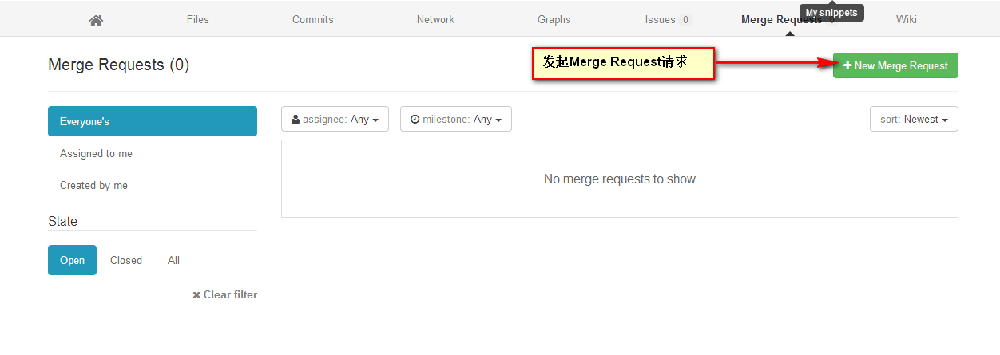 My snippets
Files
Commits
Network
Graphs
Issues 0
Merge Requests 0
Wiki
Merge Requests (0)
发起Merge Request请求
New Merge Request
Everyone's
Assigned to me
Created by me
State
Open
Closed
All
Clear filter
assignee: Any
milestone: Any
sort: Newest
No merge requests to show